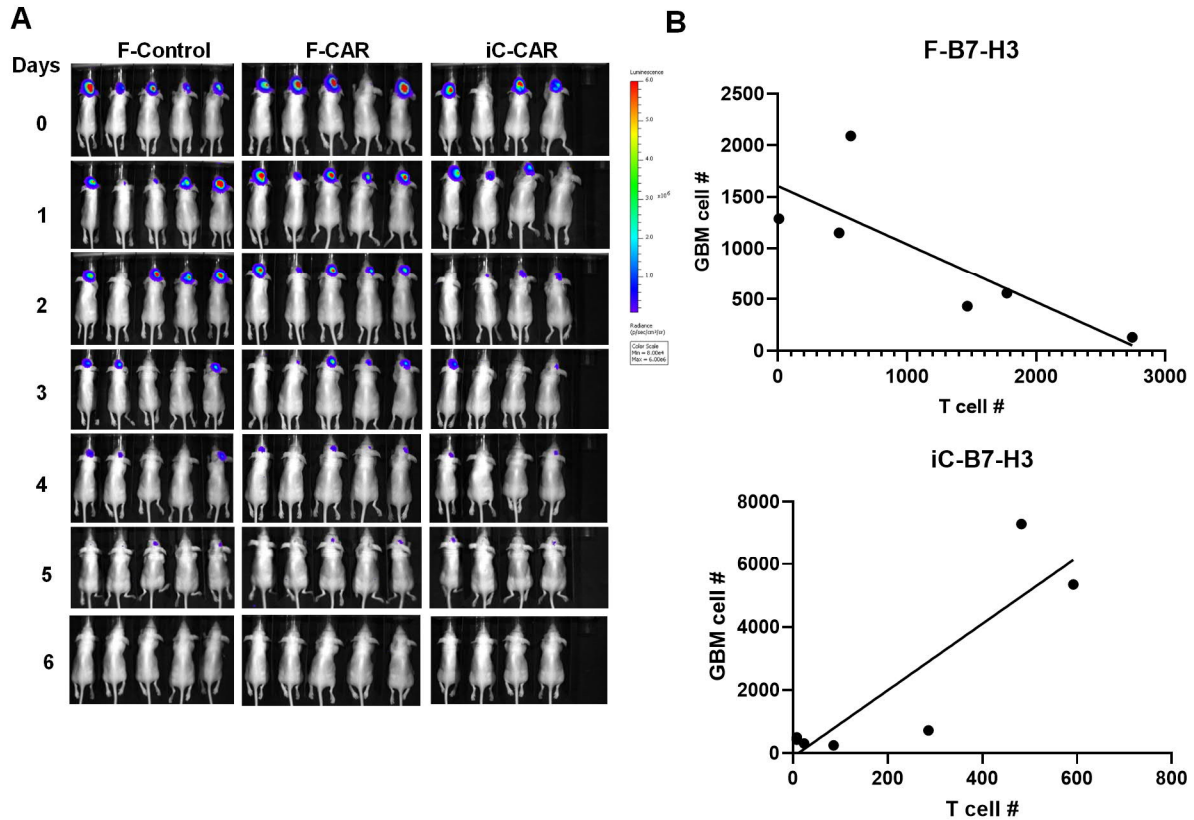 A
F-Control
F-CAR
iC-CAR
Days
0
1
2
3
4
5
6
Luminescence
6.0
5.0
4.0
3.0
x10⁶
2.0
1.0
Radiance
(p/sec/cm²/sr)
Color Scale
Min = 8.00e4
Max = 6.00e6
B
F-B7-H3
2500
2000
1500
1000
500
0
GBM cell #
0 1000 2000 3000
T cell #
iC-B7-H3
8000
6000
4000
2000
0
GBM cell #
0 200 400 600 800
T cell #